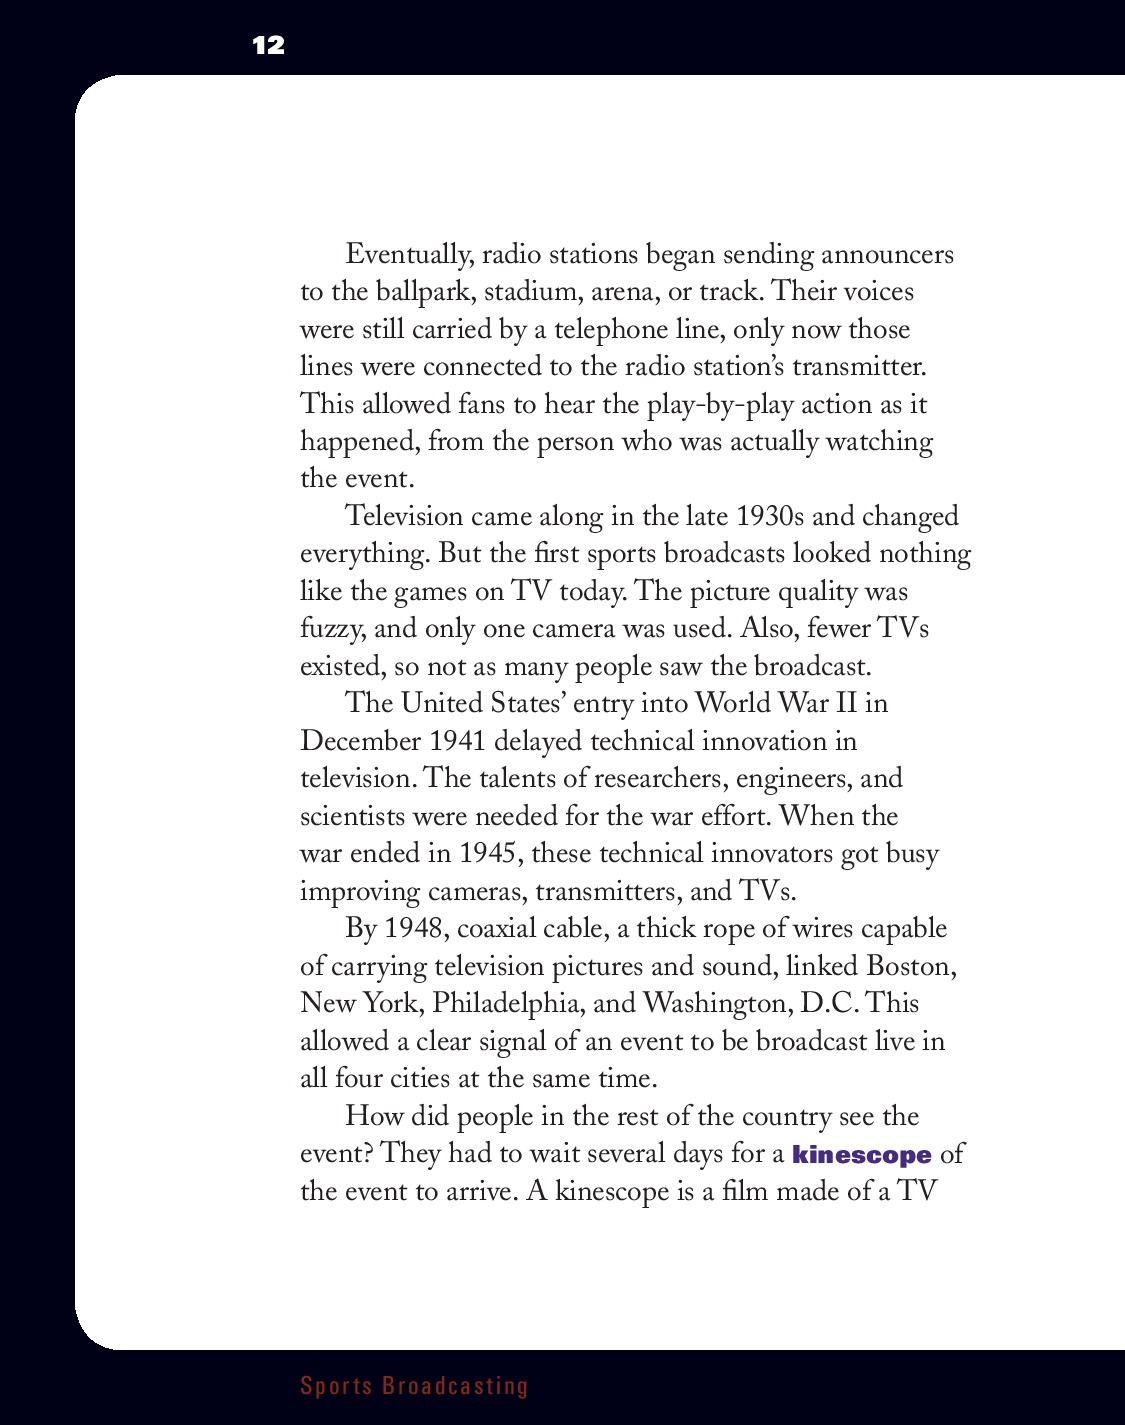 12
Eventually, radio stations began sending announcers
to the ballpark, stadium, arena, or track. Their voices
were still carried by a telephone line, only now those
lines were connected to the radio station’s transmitter.
This allowed fans to hear the play-by-play action as it
happened, from the person who was actually watching
the event.
Television came along in the late 1930s and changed
everything. But the first sports broadcasts looked nothing
like the games on TV today. The picture quality was
fuzzy, and only one camera was used. Also, fewer TVs
existed, so not as many people saw the broadcast.
The United States’ entry into World War II in
December 1941 delayed technical innovation in
television. The talents of researchers, engineers, and
scientists were needed for the war effort. When the
war ended in 1945, these technical innovators got busy
improving cameras, transmitters, and TVs.
By 1948, coaxial cable, a thick rope of wires capable
of carrying television pictures and sound, linked Boston,
New York, Philadelphia, and Washington, D.C. This
allowed a clear signal of an event to be broadcast live in
all four cities at the same time.
How did people in the rest of the country see the
event? They had to wait several days for a kinescope of
the event to arrive. A kinescope is a film made of a TV
Sports Broadcasting